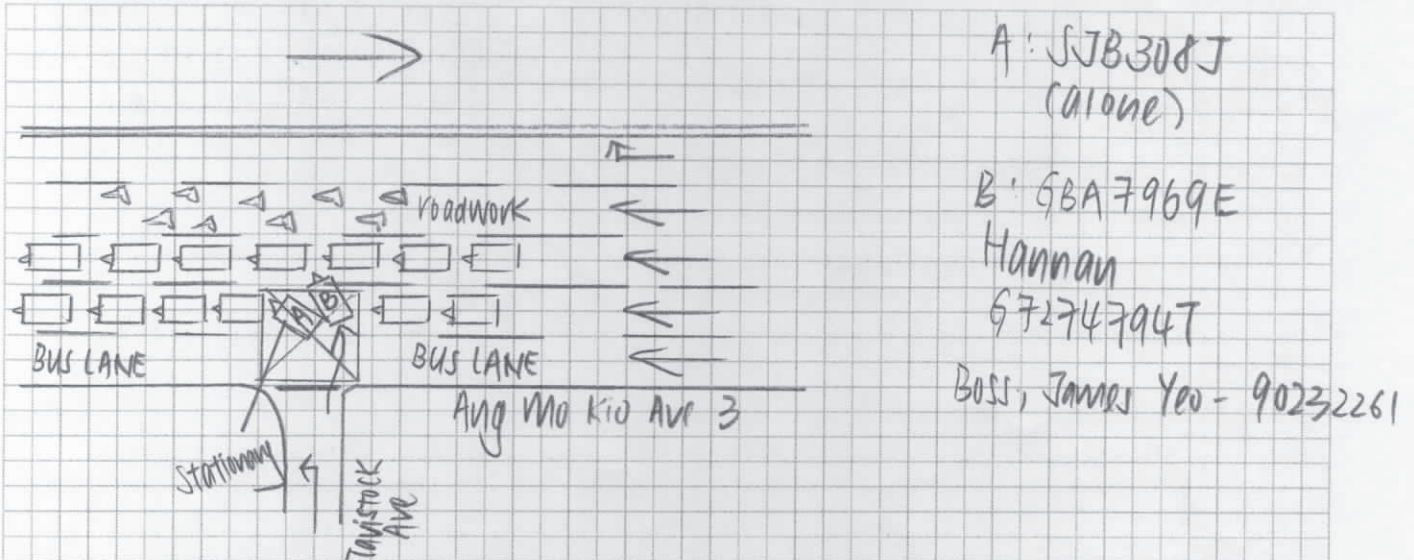 A: SJB308J
(alone)
B: GBA7969E
Hannan
G7274794T
Boss, James Yeo - 90232261
roadwork
A
B
BUS LANE
BUS LANE
Ang Mo Kio Ave 3
Stationary
Tavistock
Ave